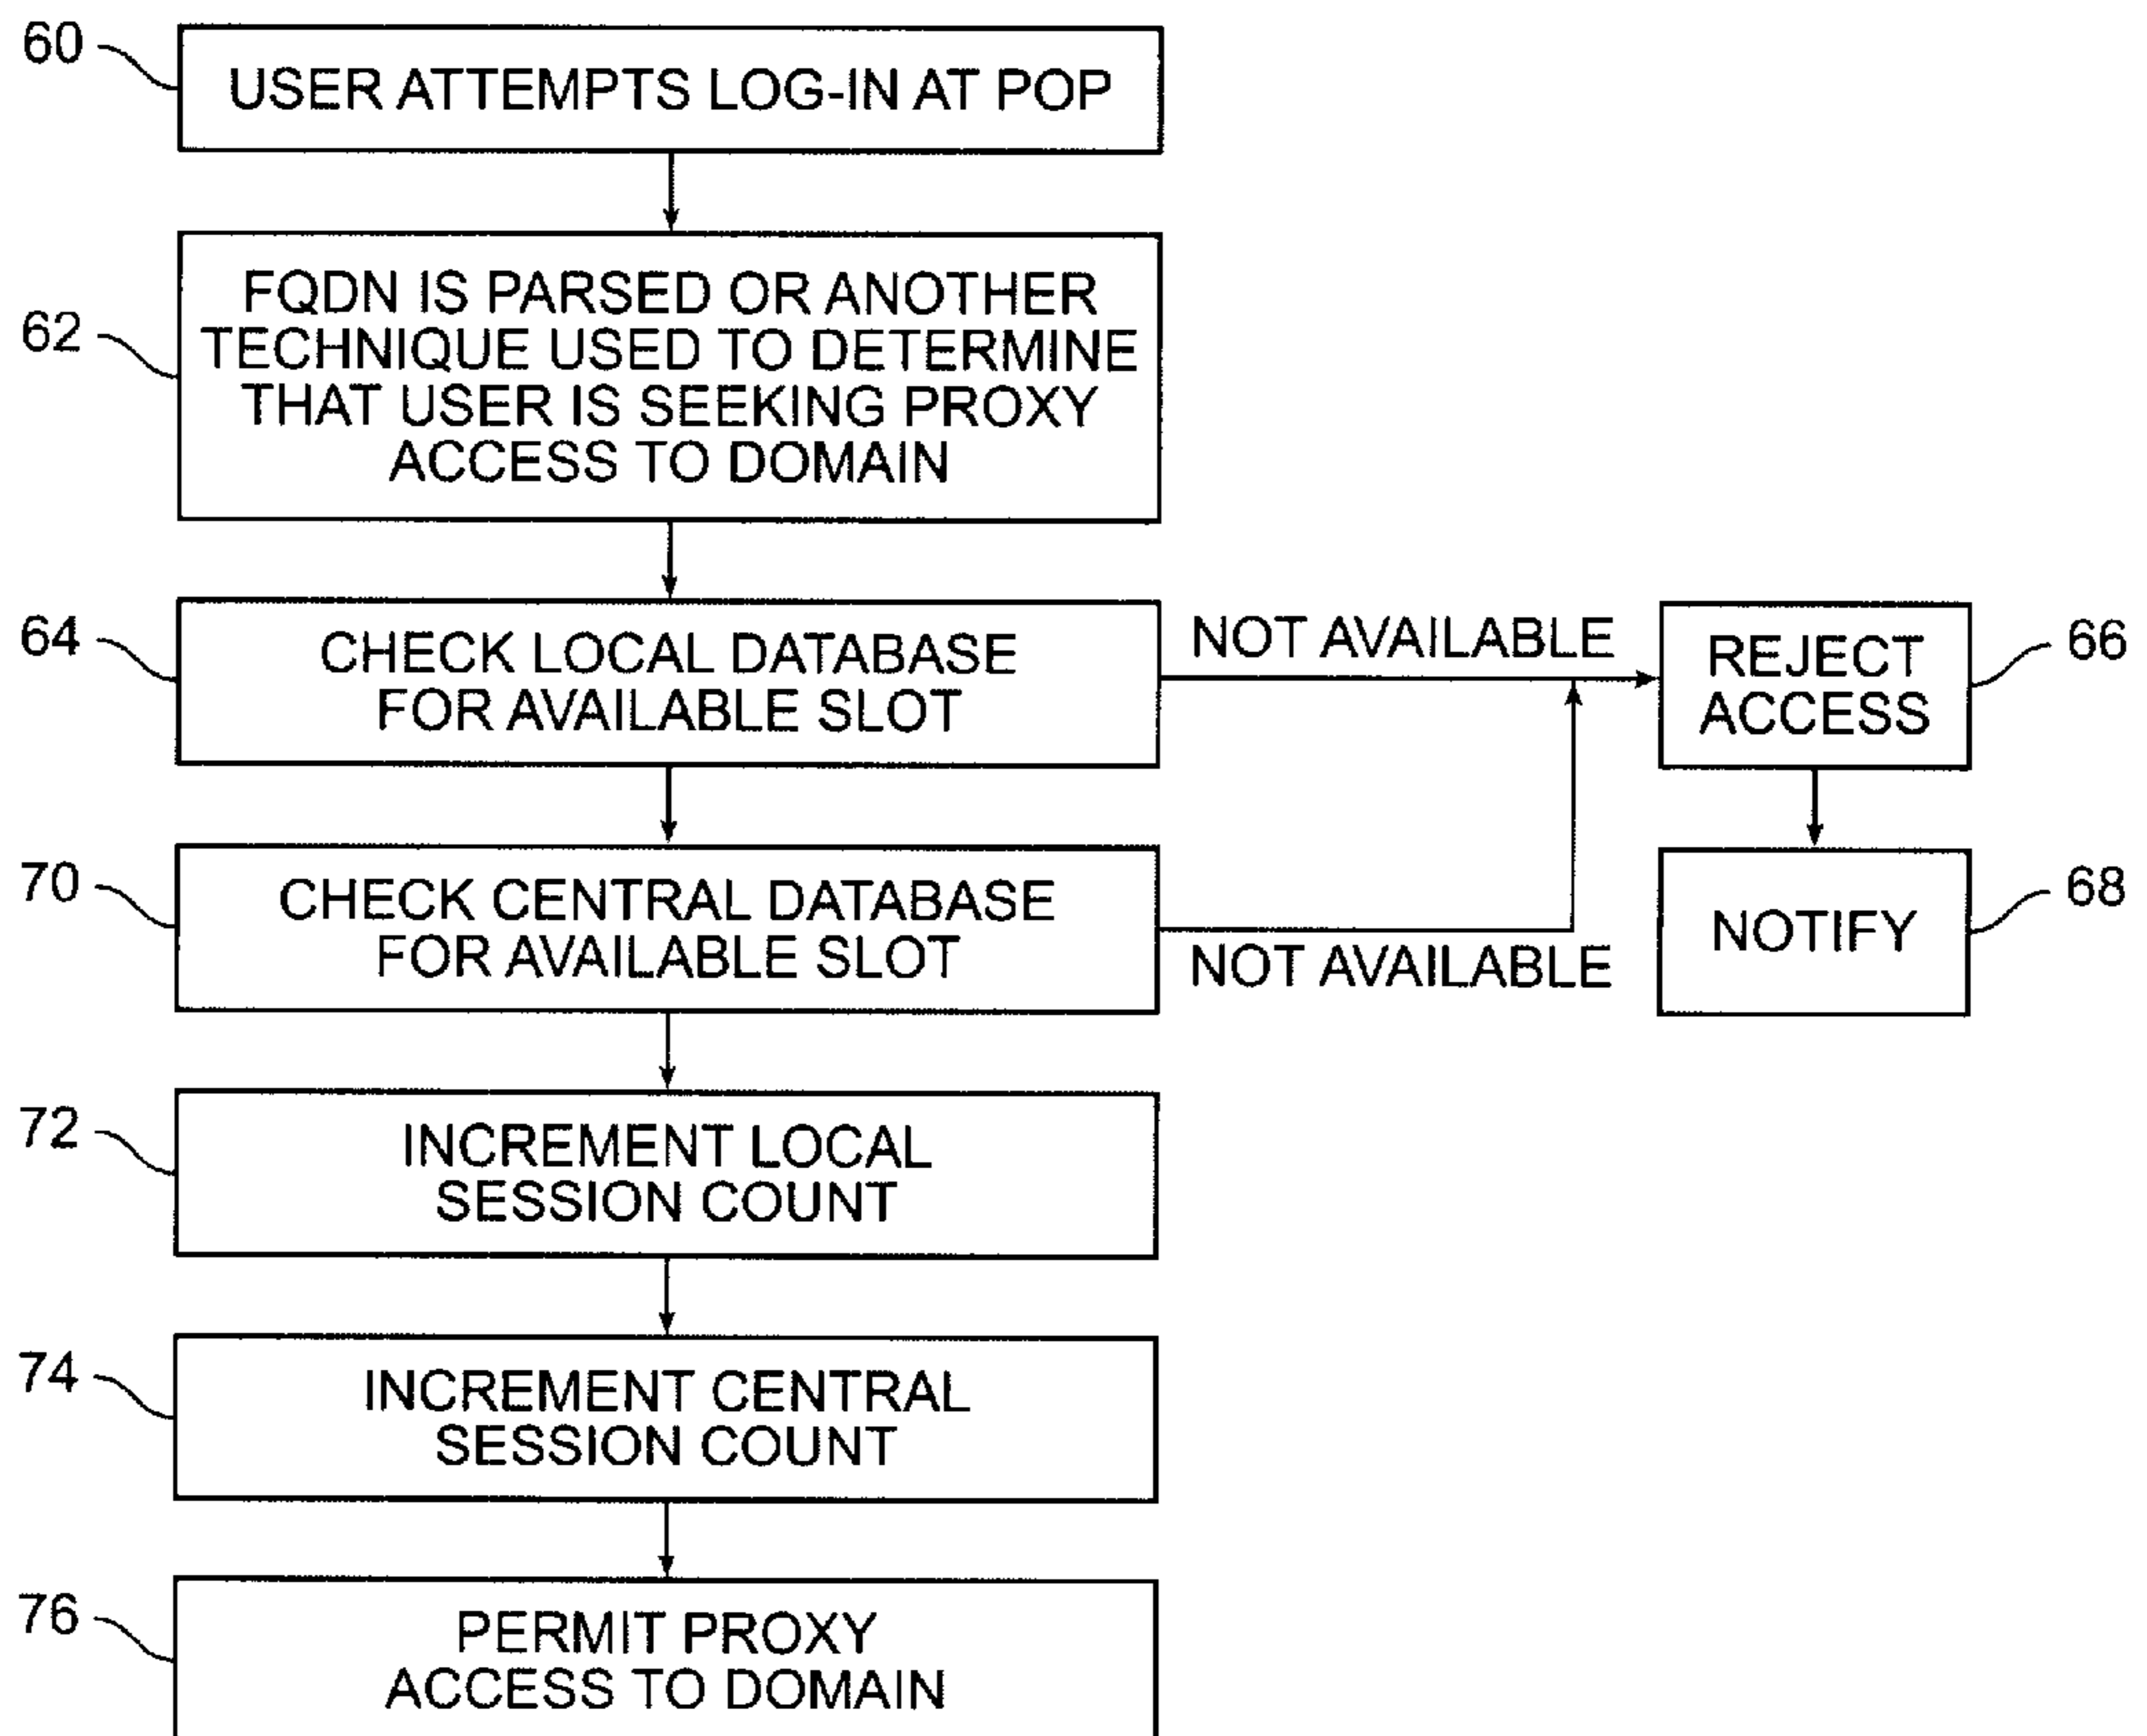 60
USER ATTEMPTS LOG-IN AT POP
62
FQDN IS PARSED OR ANOTHER
TECHNIQUE USED TO DETERMINE
THAT USER IS SEEKING PROXY
ACCESS TO DOMAIN
64
CHECK LOCAL DATABASE
FOR AVAILABLE SLOT
NOT AVAILABLE
REJECT
ACCESS
66
70
CHECK CENTRAL DATABASE
FOR AVAILABLE SLOT
NOT AVAILABLE
NOTIFY
68
72
INCREMENT LOCAL
SESSION COUNT
74
INCREMENT CENTRAL
SESSION COUNT
76
PERMIT PROXY
ACCESS TO DOMAIN